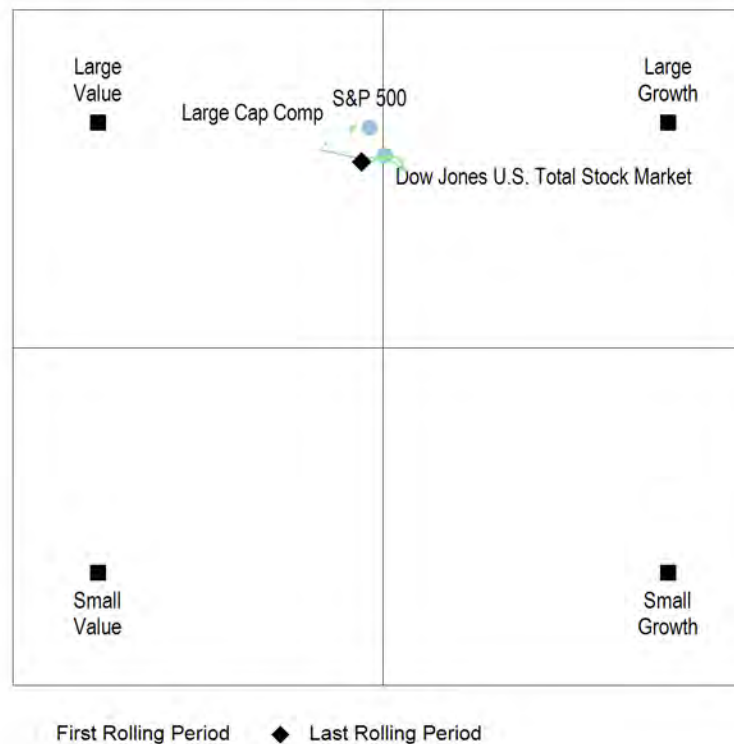 Large
Value
Large
Growth
S&P 500
Large Cap Comp
Dow Jones U.S. Total Stock Market
Small
Value
Small
Growth
First Rolling Period
Last Rolling Period